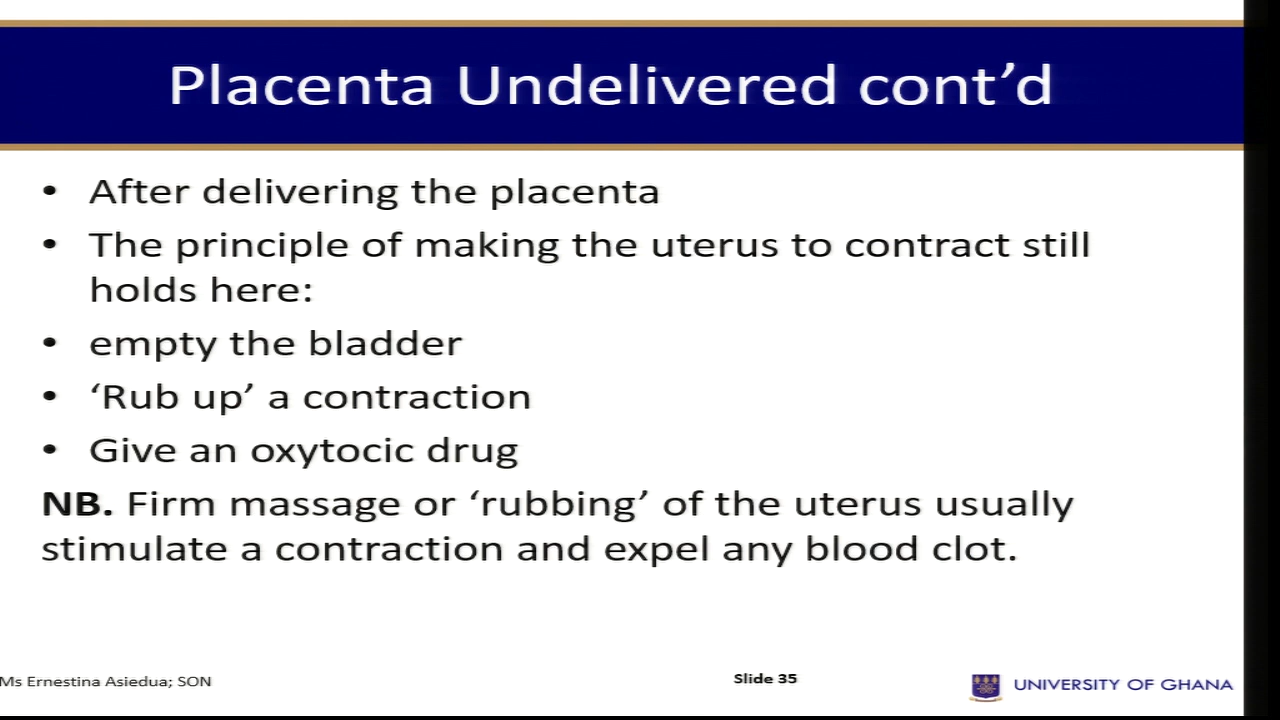 Placenta Undelivered cont’d
• After delivering the placenta
• The principle of making the uterus to contract still
holds here:
• empty the bladder
• ‘Rub up’ a contraction
• Give an oxytocic drug
NB. Firm massage or ‘rubbing’ of the uterus usually
stimulate a contraction and expel any blood clot.
Ms Ernestina Asiedua; SON
Slide 35
UNIVERSITY OF GHANA